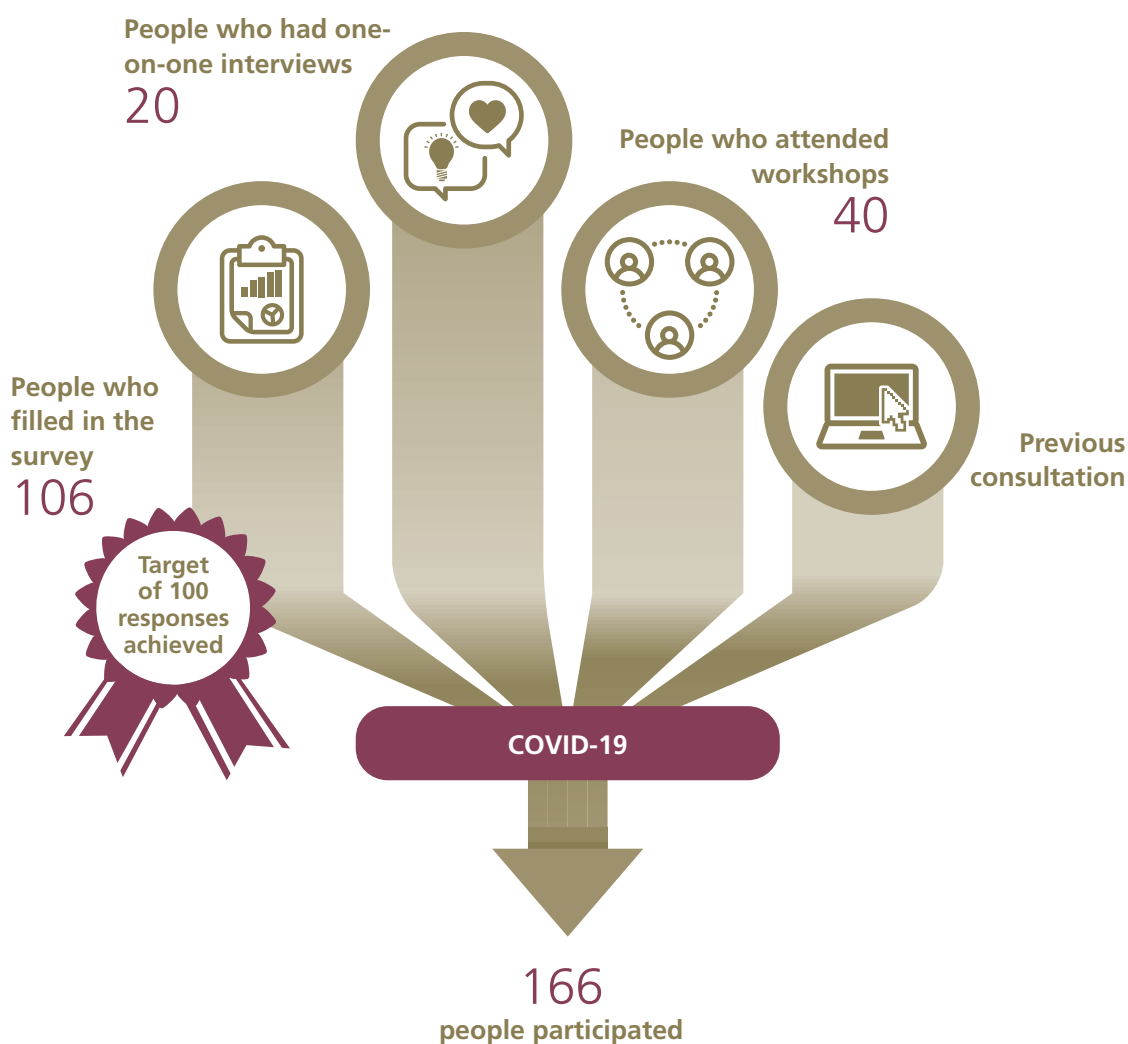 People who had one-
on-one interviews
20
People who attended
workshops
40
People who
filled in the
survey
106
Previous
consultation
Target
of 100
responses
achieved
COVID-19
166
people participated